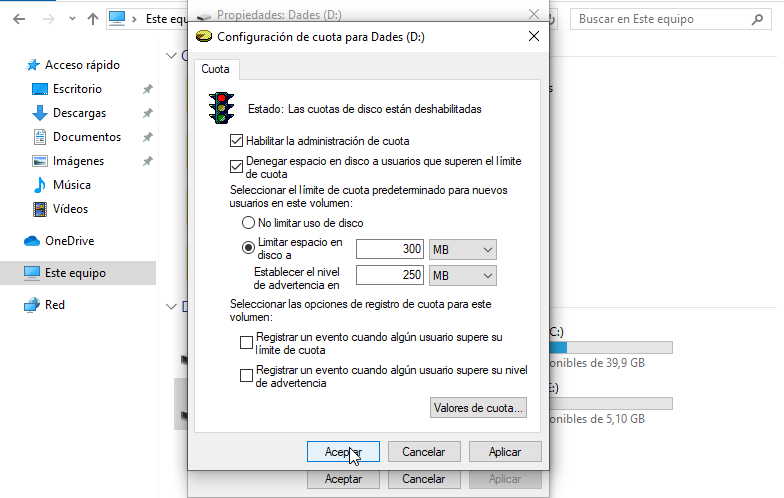 Propiedades: Dades (D:)
Este equ
Buscar en Este equipo
Configuración de cuota para Dades (D:)
Cuota
Acceso rápido
Escritorio
Descargas
Documentos
Imágenes
Música
Vídeos
OneDrive
Este equipo
Red
Estado: Las cuotas de disco están deshabilitadas
Habilitar la administración de cuota
Denegar espacio en disco a usuarios que superen el límite
de cuota
Seleccionar el límite de cuota predeterminado para nuevos
usuarios en este volumen:
No limitar uso de disco
Limitar espacio en
disco a
300 MB
Establecer el nivel
de advertencia en
250 MB
Seleccionar las opciones de registro de cuota para este
volumen:
Registrar un evento cuando algún usuario supere su
límite de cuota
Registrar un evento cuando algún usuario supere su nivel
de advertencia
Valores de cuota...
Aceptar Cancelar Aplicar
Aceptar Cancelar Aplicar
C:)
onibles de 39,9 GB
E:)
onibles de 5,10 GB